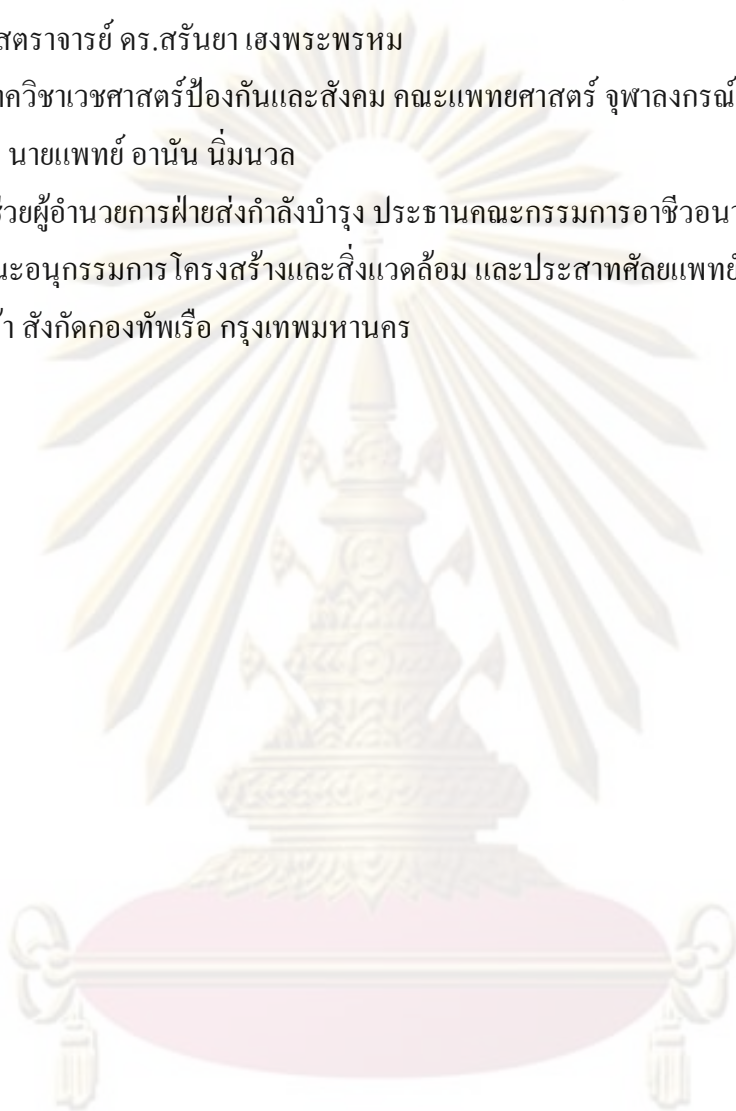 สตราจารย์ ดร.สรันยา เฮงพระพรหม
าควิชาเวชศาสตร์ป้องกันและสังคม คณะแพทยศาสตร์ จุฬาลงกรณ์
นายแพทย์ อานัน นิ่มนวล
ช่วยผู้อำนวยการฝ่ายส่งกำลังบำรุง ประธานคณะกรรมการอาชีวอนา
ณะอนุกรรมการโครงสร้างและสิ่งแวดล้อม และประสาทศัลยแพทย์
า สังกัดกองทัพเรือ กรุงเทพมหานคร